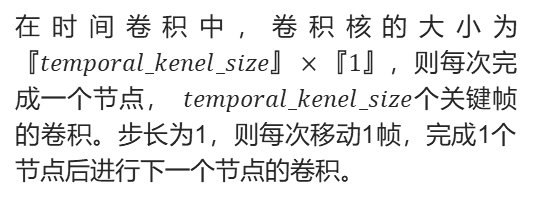 在时间卷积中，卷积核的大小为
『temporal_kenel_size』×『1』，则每次完
成一个节点， temporal_kenel_size个关键帧
的卷积。步长为1，则每次移动1帧，完成1个
节点后进行下一个节点的卷积。